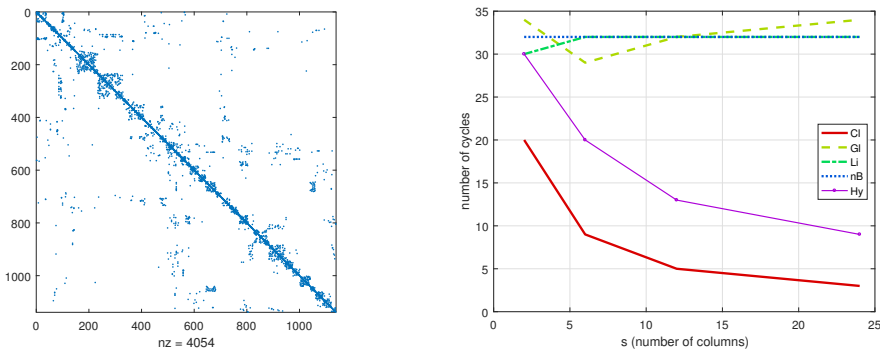 0
200
400
600
800
1000
0 200 400 600 800 1000
nz = 4054
35
30
25
20
15
10
5
0
number of cycles
0 5 10 15 20 25
s (number of columns)
Cl
Gl
Li
nB
Hy